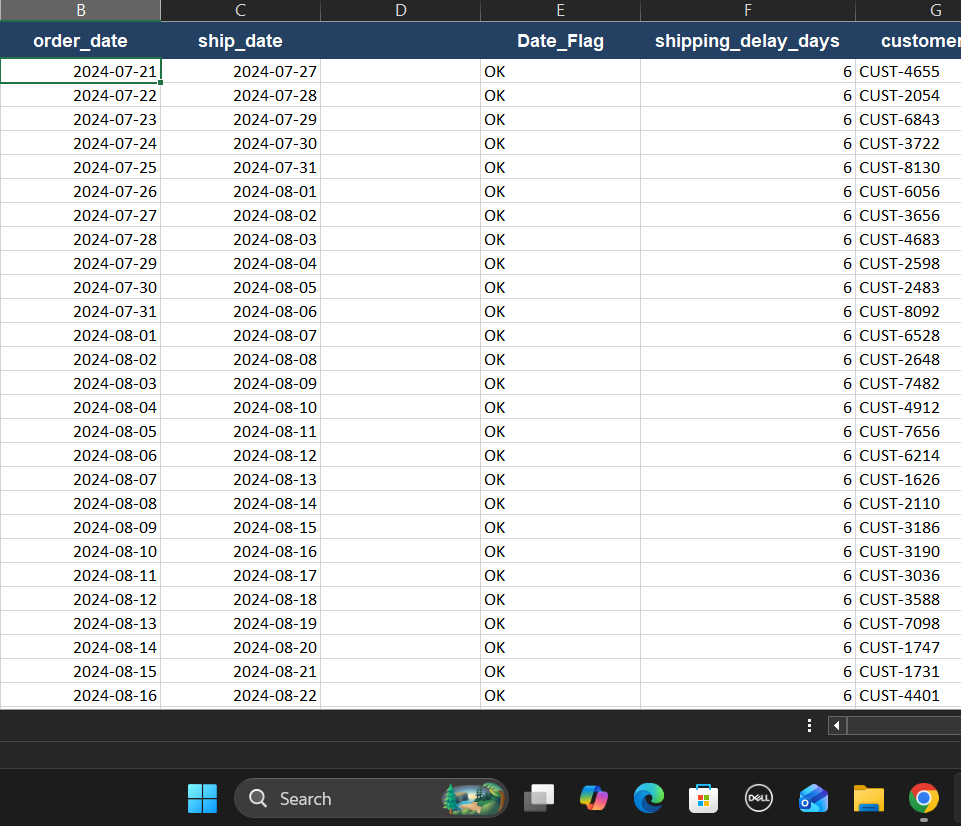 B C D E F G
order_date ship_date Date_Flag shipping_delay_days customer
2024-07-21 2024-07-27 OK 6 CUST-4655
2024-07-22 2024-07-28 OK 6 CUST-2054
2024-07-23 2024-07-29 OK 6 CUST-6843
2024-07-24 2024-07-30 OK 6 CUST-3722
2024-07-25 2024-07-31 OK 6 CUST-8130
2024-07-26 2024-08-01 OK 6 CUST-6056
2024-07-27 2024-08-02 OK 6 CUST-3656
2024-07-28 2024-08-03 OK 6 CUST-4683
2024-07-29 2024-08-04 OK 6 CUST-2598
2024-07-30 2024-08-05 OK 6 CUST-2483
2024-07-31 2024-08-06 OK 6 CUST-8092
2024-08-01 2024-08-07 OK 6 CUST-6528
2024-08-02 2024-08-08 OK 6 CUST-2648
2024-08-03 2024-08-09 OK 6 CUST-7482
2024-08-04 2024-08-10 OK 6 CUST-4912
2024-08-05 2024-08-11 OK 6 CUST-7656
2024-08-06 2024-08-12 OK 6 CUST-6214
2024-08-07 2024-08-13 OK 6 CUST-1626
2024-08-08 2024-08-14 OK 6 CUST-2110
2024-08-09 2024-08-15 OK 6 CUST-3186
2024-08-10 2024-08-16 OK 6 CUST-3190
2024-08-11 2024-08-17 OK 6 CUST-3036
2024-08-12 2024-08-18 OK 6 CUST-3588
2024-08-13 2024-08-19 OK 6 CUST-7098
2024-08-14 2024-08-20 OK 6 CUST-1747
2024-08-15 2024-08-21 OK 6 CUST-1731
2024-08-16 2024-08-22 OK 6 CUST-4401
Search DELL